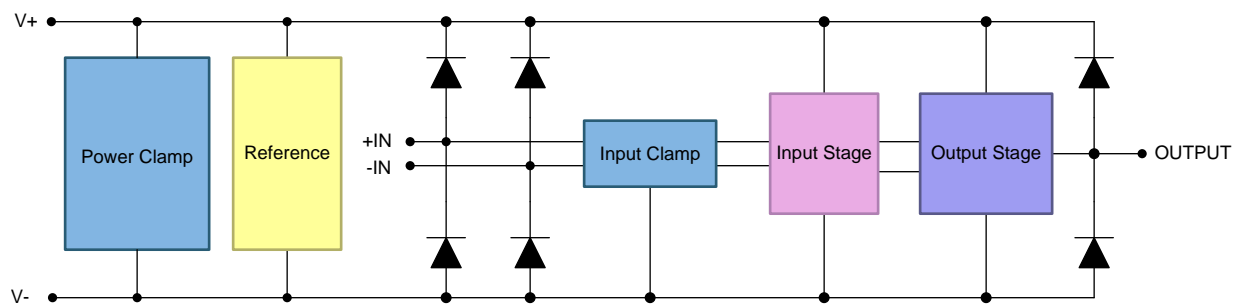 V+
Power Clamp
Reference
+IN
-IN
Input Clamp
Input Stage
Output Stage
OUTPUT
V-